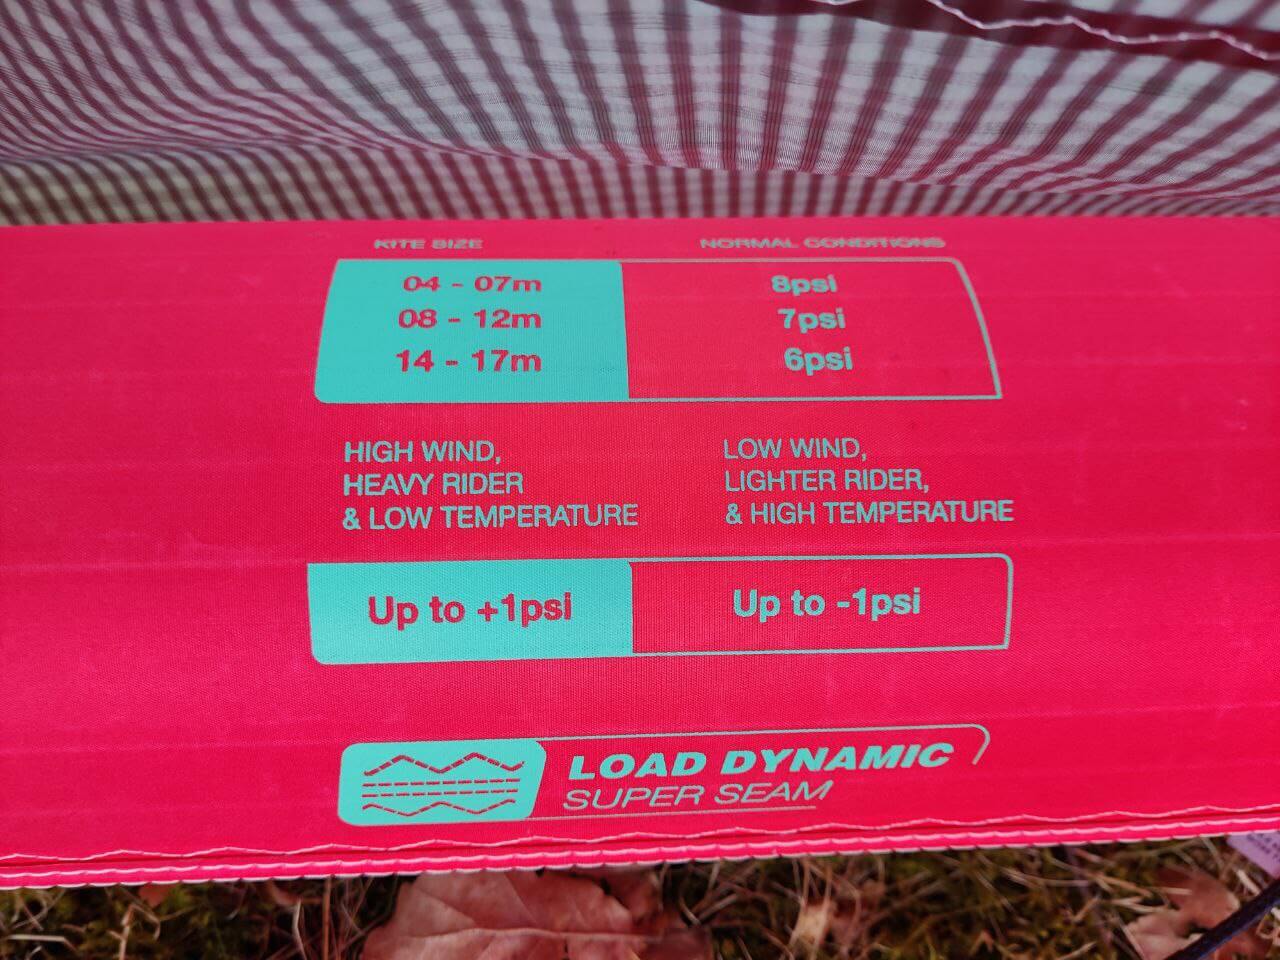 KITE SIZE NORMAL CONDITIONS
04 - 07m 8psi
08 - 12m 7psi
14 - 17m 6psi
HIGH WIND,
HEAVY RIDER
& LOW TEMPERATURE
LOW WIND,
LIGHTER RIDER,
& HIGH TEMPERATURE
Up to +1psi Up to -1psi
LOAD DYNAMIC
SUPER SEAM